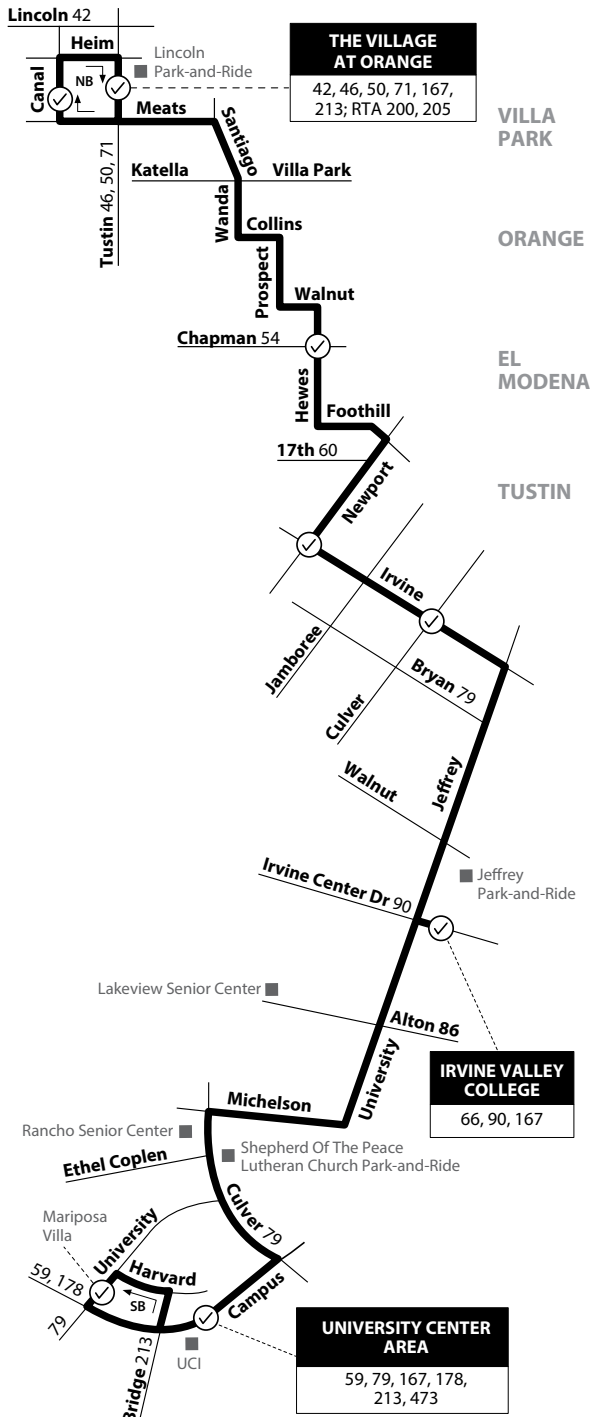 Lincoln 42
Heim
Lincoln
Park-and-Ride
THE VILLAGE
AT ORANGE
42, 46, 50, 71, 167,
213; RTA 200, 205
Canal
NB
Meats
Santiago
VILLA
PARK
Tustin 46, 50, 71
Katella
Villa Park
Wanda
Collins
ORANGE
Prospect
Walnut
Chapman 54
EL
MODENA
Hewes
Foothill
17th 60
Newport
TUSTIN
Irvine
Jamboree
Culver
Bryan 79
Walnut
Jeffrey
Irvine Center Dr 90
Jeffrey
Park-and-Ride
Lakeview Senior Center
Alton 86
University
IRVINE VALLEY
COLLEGE
66, 90, 167
Michelson
Rancho Senior Center
Shepherd Of The Peace
Lutheran Church Park-and-Ride
Ethel Coplen
Culver 79
Mariposa
Villa
University
59, 178
Harvard
SB
79
Campus
Bridge 213
UCI
UNIVERSITY CENTER
AREA
59, 79, 167, 178,
213, 473